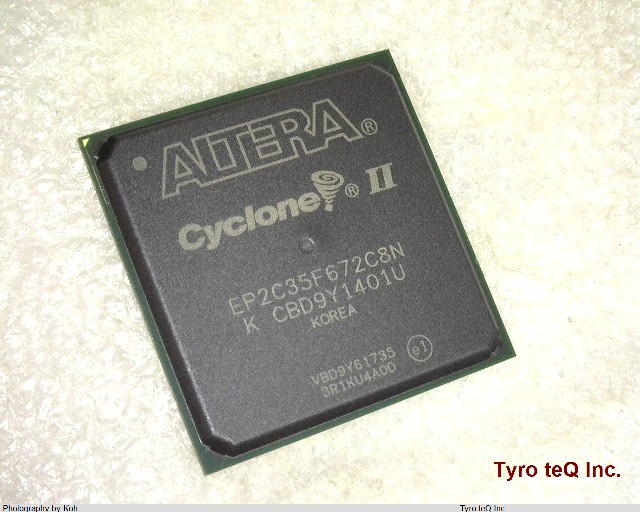 ALTERA®
Cyclone® II
EP2C35F672C8N
K CBD9Y1401U
KOREA
VBD9Y61735
3R1KU4A0D
e1
Tyro teQ Inc.
Photography by Koh
Tyro teQ Inc